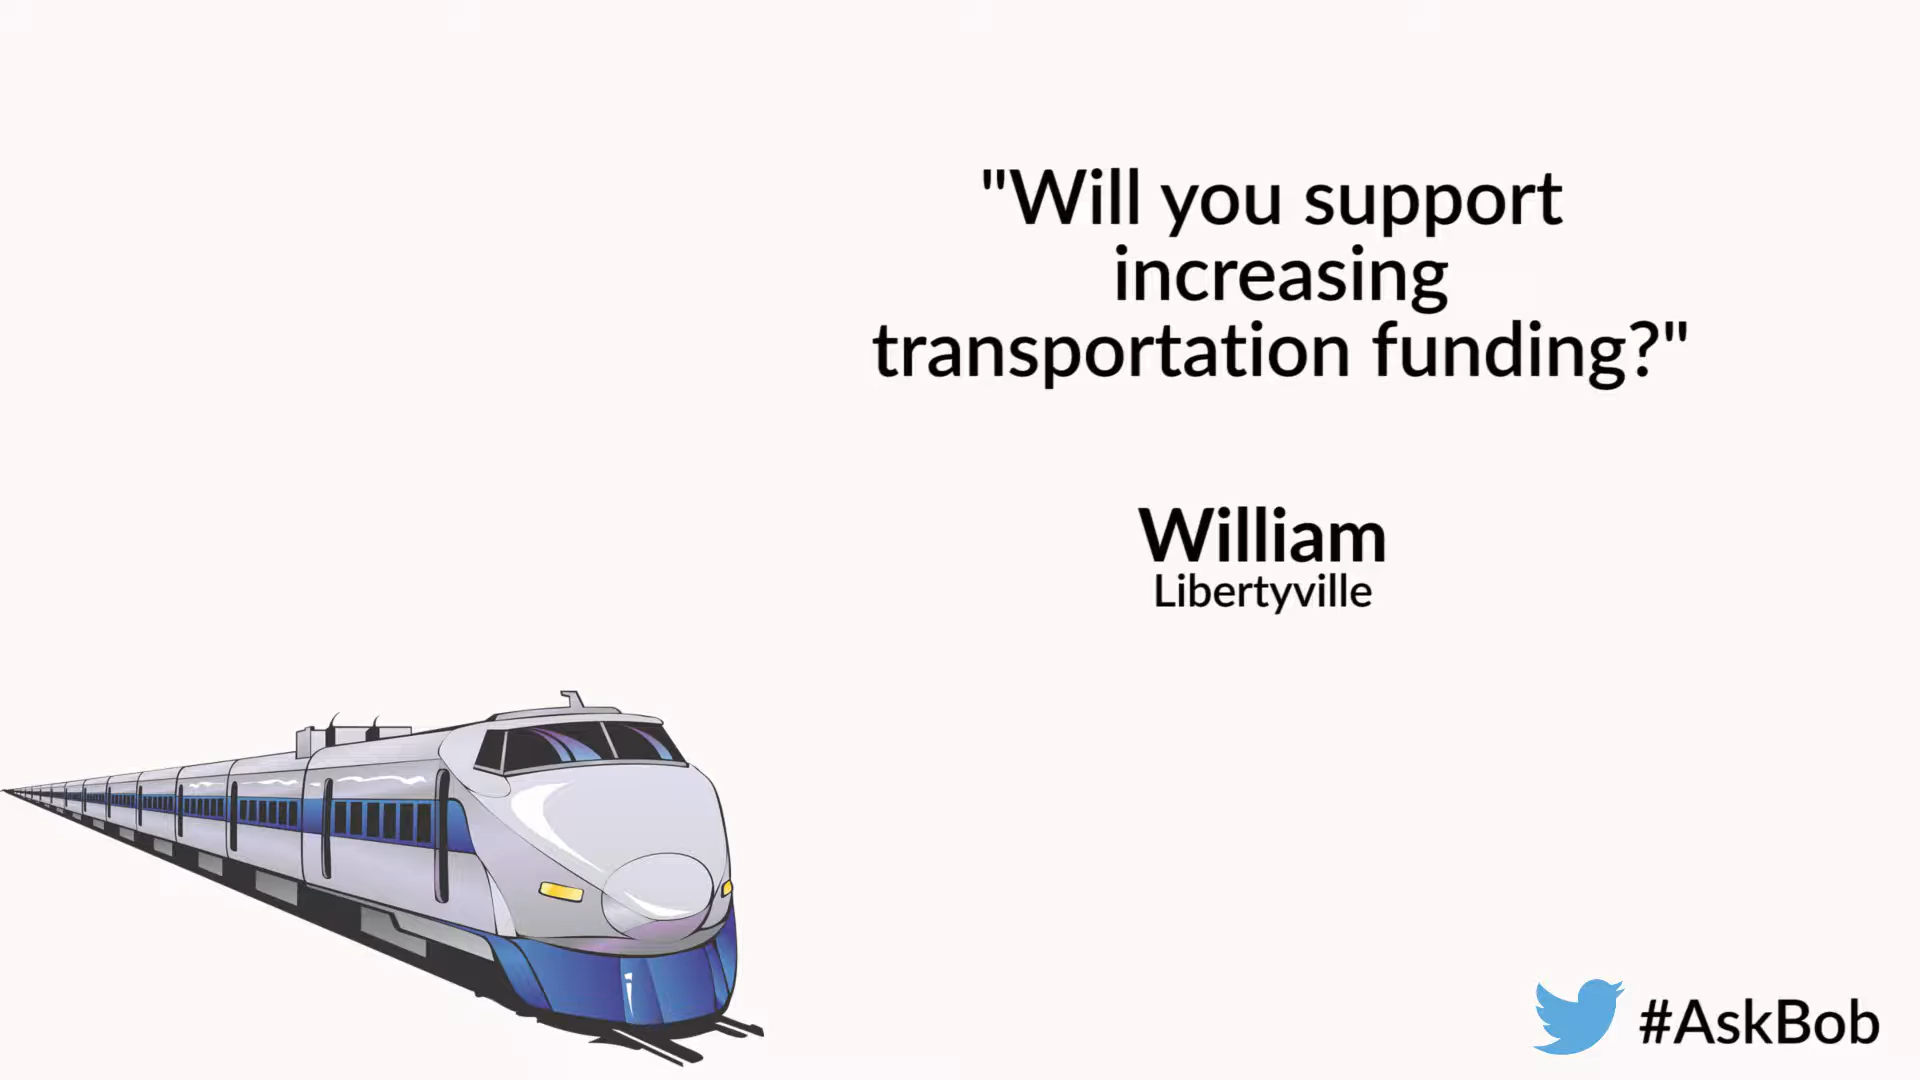 "Will you support
increasing
transportation funding?"
William
Libertyville
#AskBob